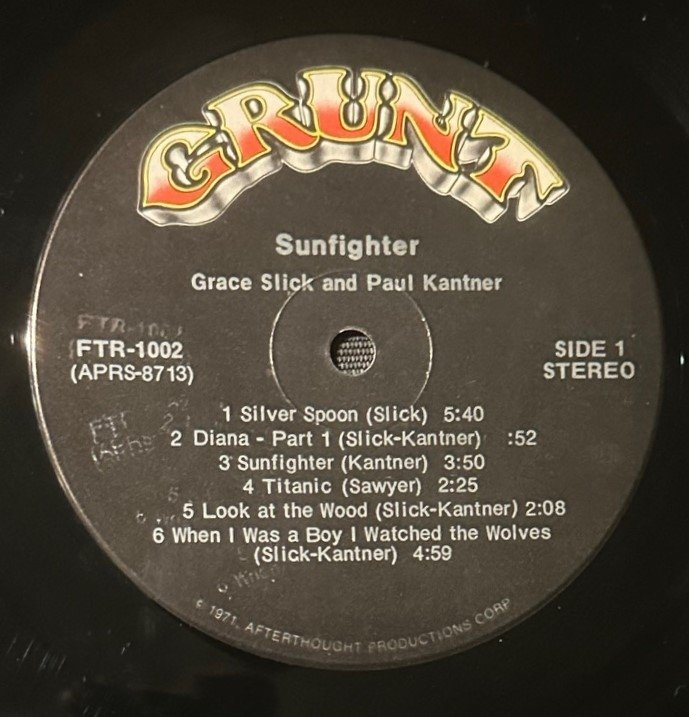 GRUNT
Sunfighter
Grace Slick and Paul Kantner
FTR-1002
(APRS-8713)
SIDE 1
STEREO
1 Silver Spoon (Slick) 5:40
2 Diana - Part 1 (Slick-Kantner) :52
3 Sunfighter (Kantner) 3:50
4 Titanic (Sawyer) 2:25
5 Look at the Wood (Slick-Kantner) 2:08
6 When I Was a Boy I Watched the Wolves
(Slick-Kantner) 4:59
© 1971, AFTERTHOUGHT PRODUCTIONS CORP